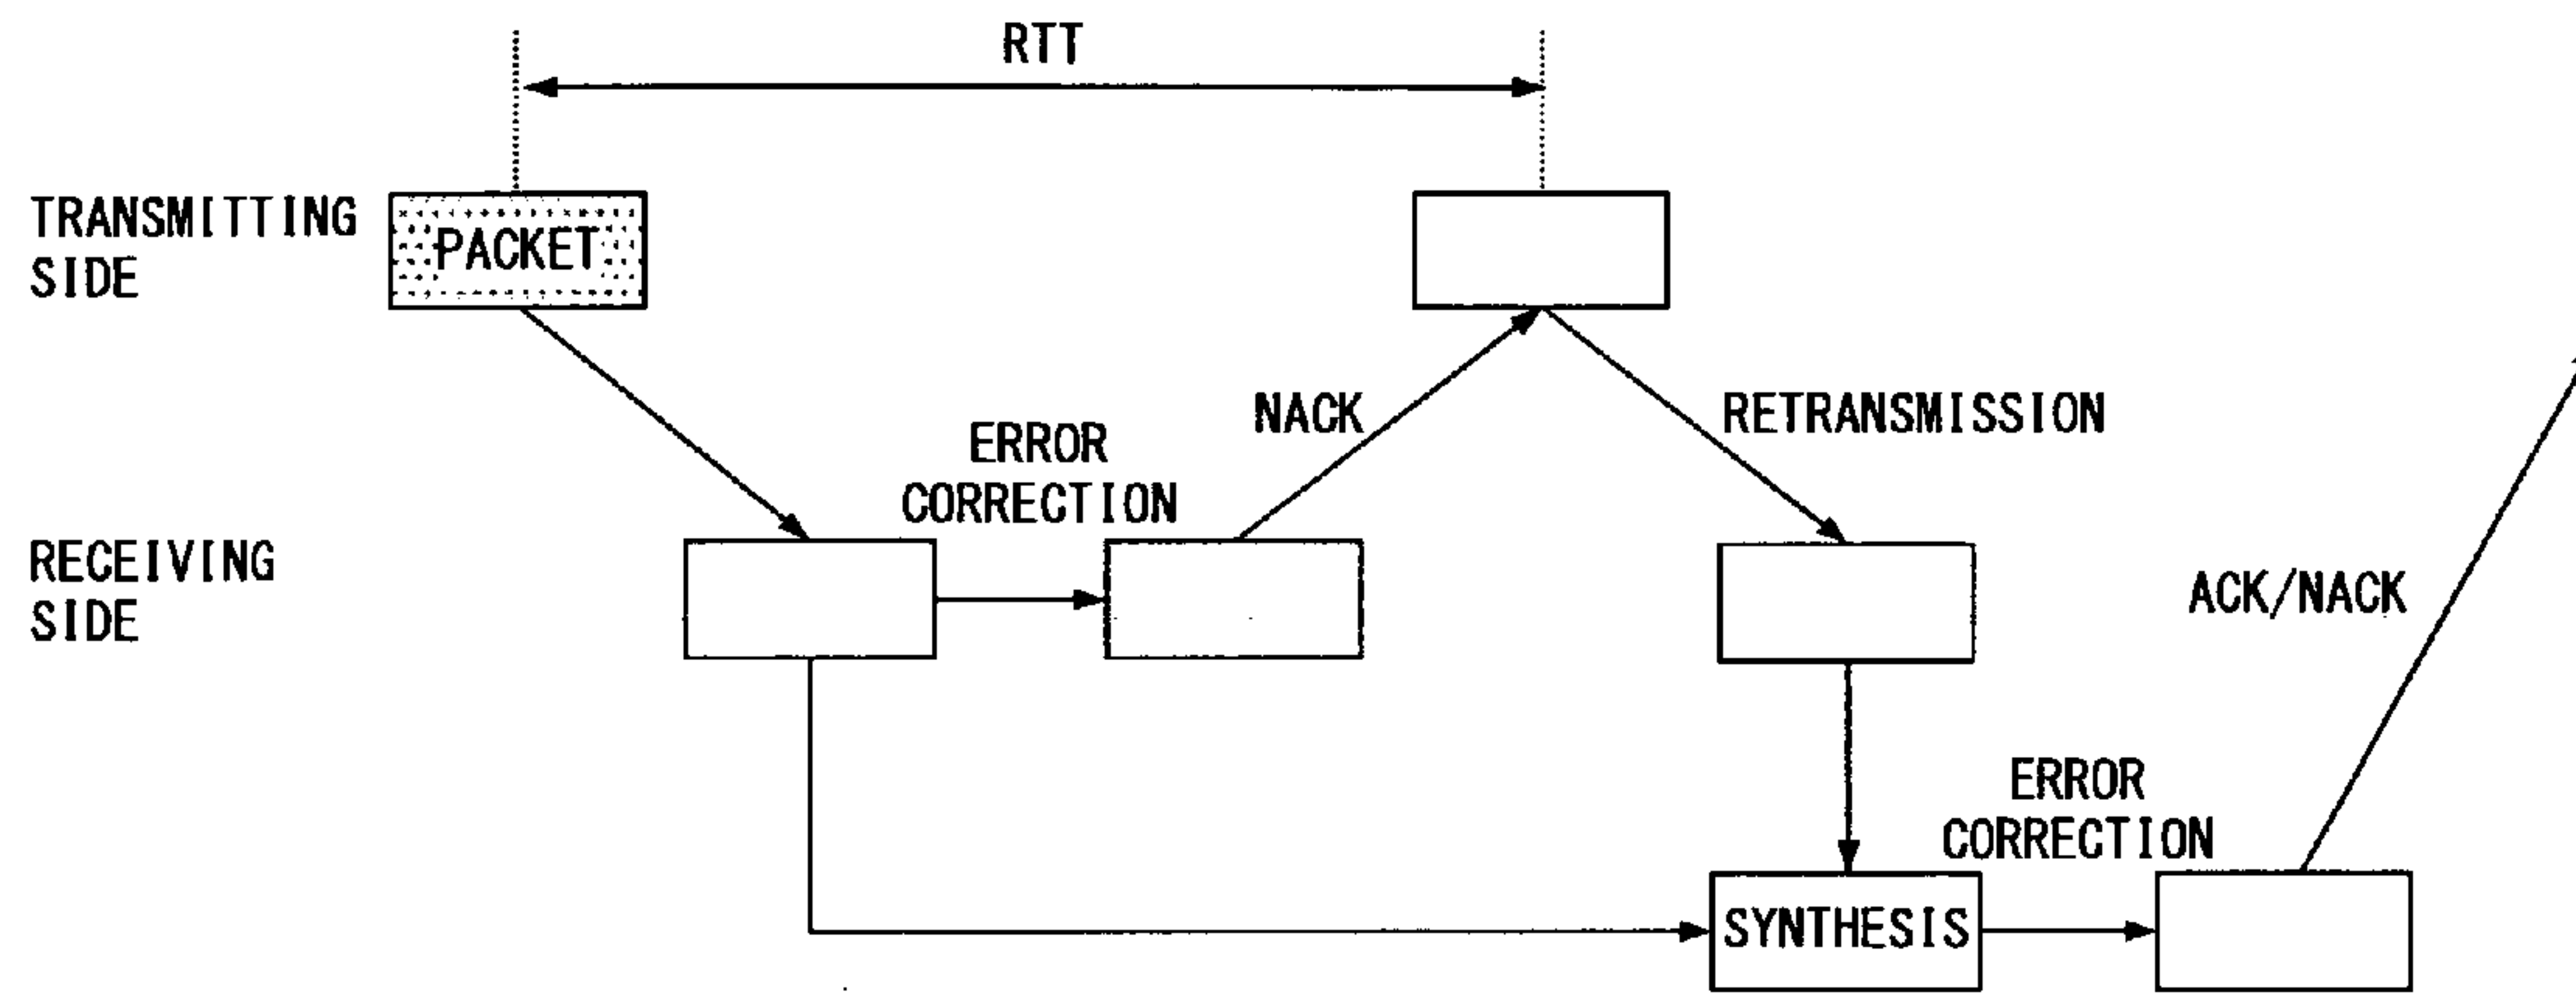 RTT
TRANSMITTING
SIDE
PACKET
NACK
RETRANSMISSION
ERROR
CORRECTION
RECEIVING
SIDE
ACK/NACK
ERROR
CORRECTION
SYNTHESIS